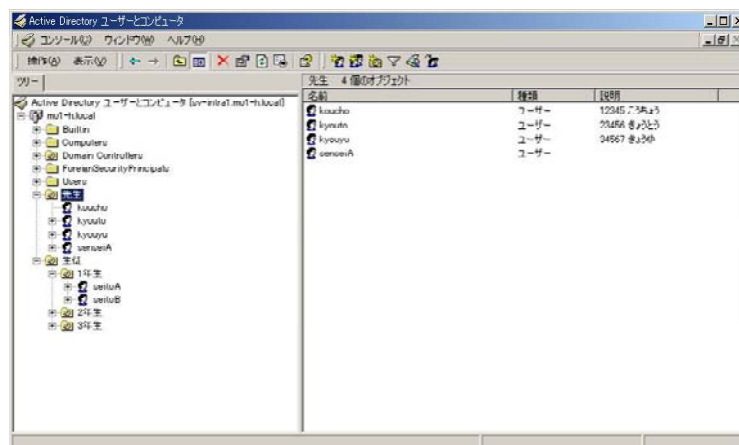 Active Directory ユーザーとコンピュータ
コンソール(C) ウィンドウ(W) ヘルプ(H)
操作(A) 表示(V)
ツリー
先生 4 個のオブジェクト
名前 種類 説明
Active Directory ユーザーとコンピュータ
Builtin
Computers
Domain Controllers
ForeignSecurityPrincipals
Users
先生
koucho
kyouto
kyouyu
senseiA
生徒
1年生
seitoA
seitoB
2年生
3年生
koucho ユーザー 12345 こうちょう
kyouto ユーザー 23456 きょうとう
kyouyu ユーザー 34567 きょうゆ
senseiA ユーザー